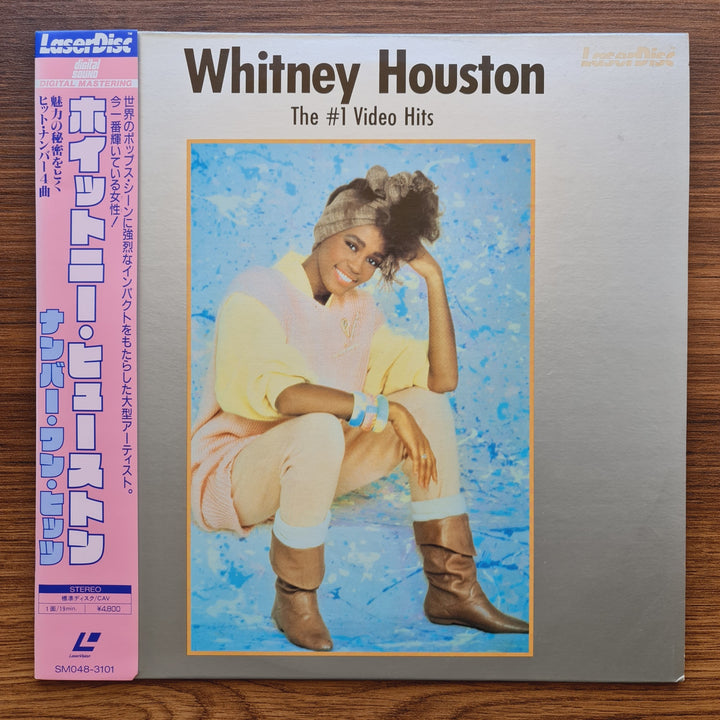 LaserDisc
digital
SOUND
DIGITAL MASTERING
世界のポップス・シーンに強烈なインパクトをもたらした大型アーティスト。
今一番輝いている女性!
魅力の秘密をとく、
ヒット・ナンバー4曲
ホイットニー・ヒューストン
ナンバー・ワン・ヒッツ
STEREO
標準ディスク/CAV
1面/19min. ¥4,800
LaserVision
SM048-3101
Whitney Houston
The #1 Video Hits
LaserDisc